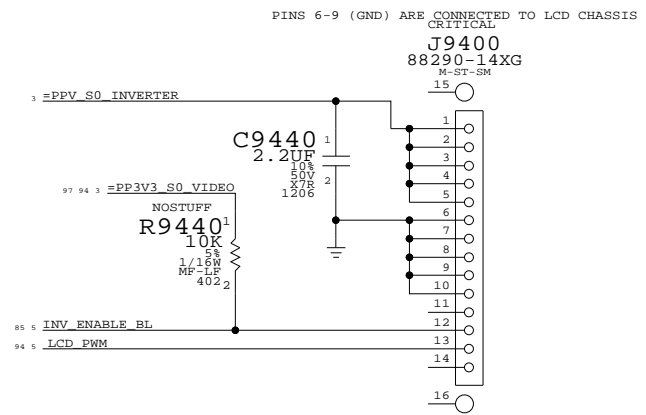 PINS 6-9 (GND) ARE CONNECTED TO LCD CHASSIS
CRITICAL
J9400
88290-14XG
M-ST-SM
15
3 =PPV_S0_INVERTER
1
2
3
4
5
C9440 1
2.2UF
10%
50V
X7R
1206
2
97 94 3 =PP3V3_S0_VIDEO
NOSTUFF
R9440 1
10K
5%
1/16W
MF-LF
402
2
6
7
8
9
10
11
85 5 INV_ENABLE_BL
12
94 5 LCD_PWM
13
14
16